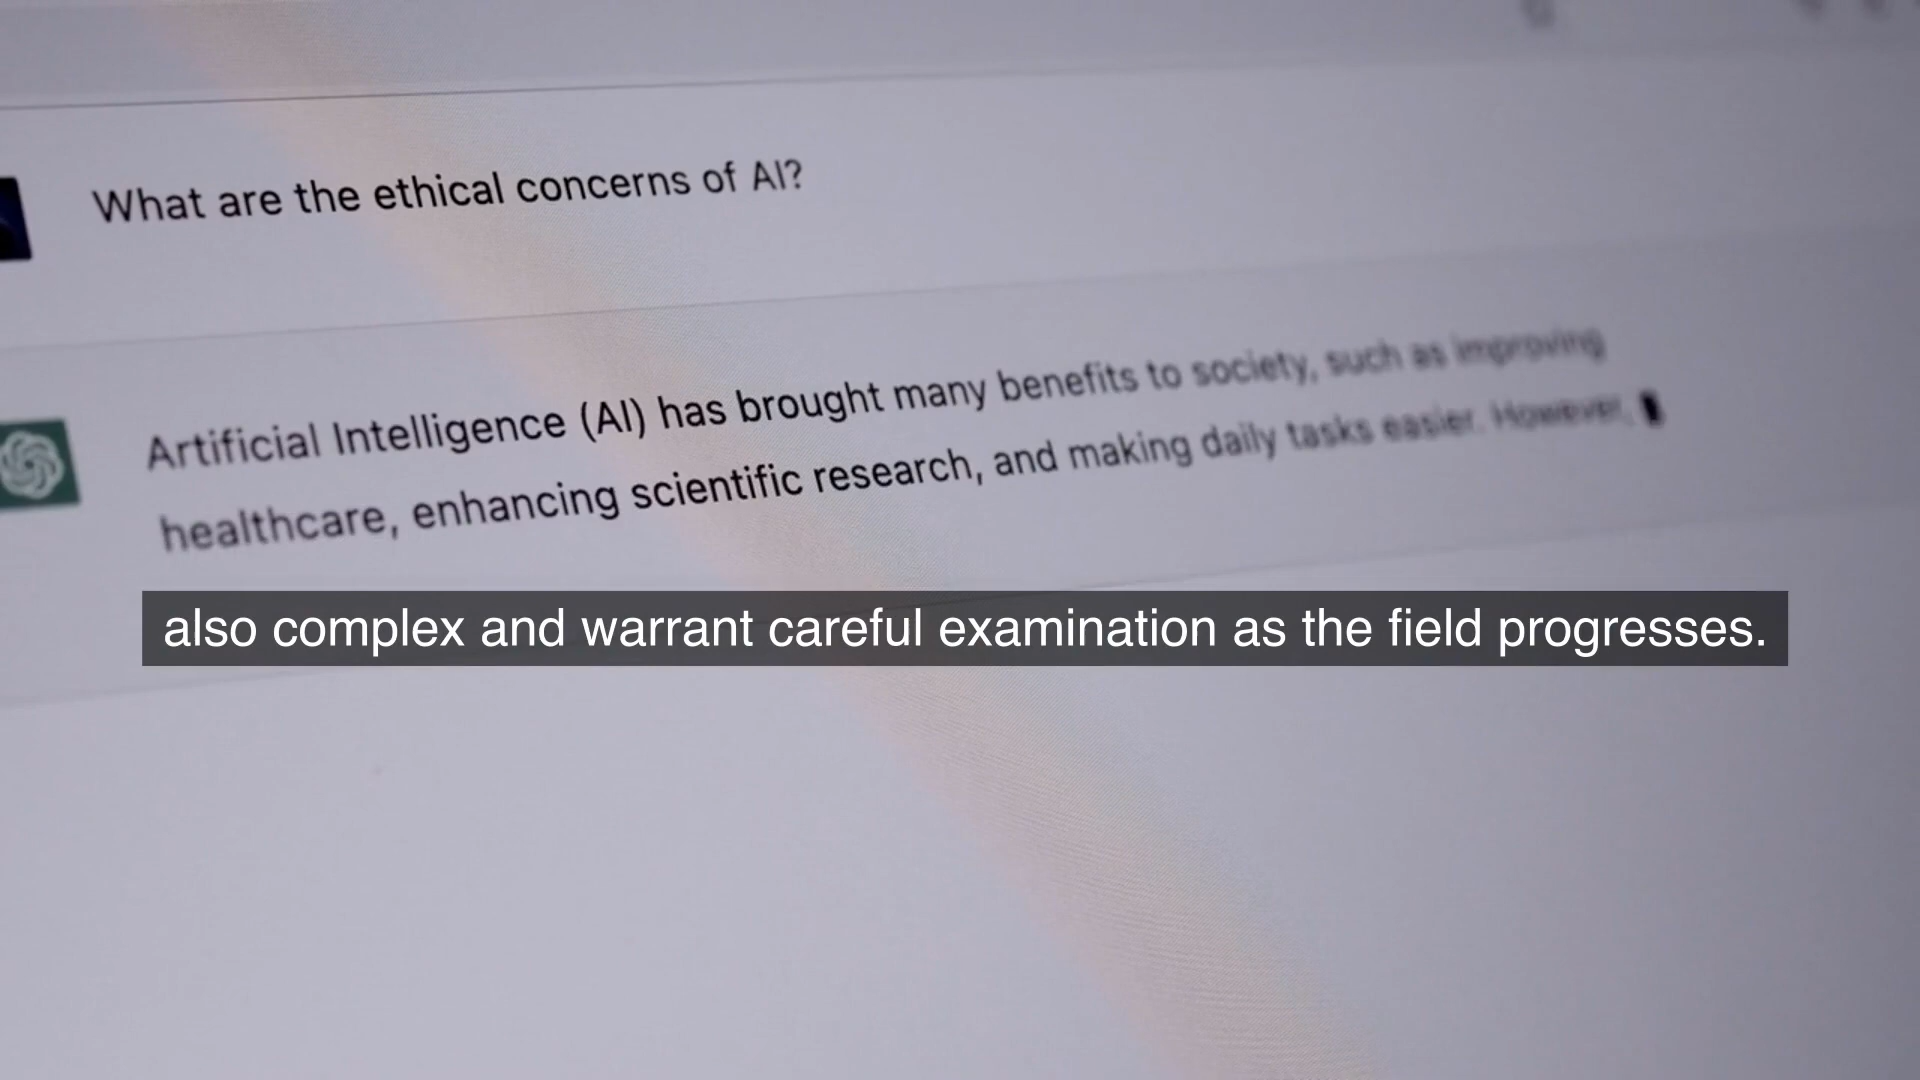 What are the ethical concerns of AI?
Artificial Intelligence (AI) has brought many benefits to society, such as improving
healthcare, enhancing scientific research, and making daily tasks easier. However,
also complex and warrant careful examination as the field progresses.